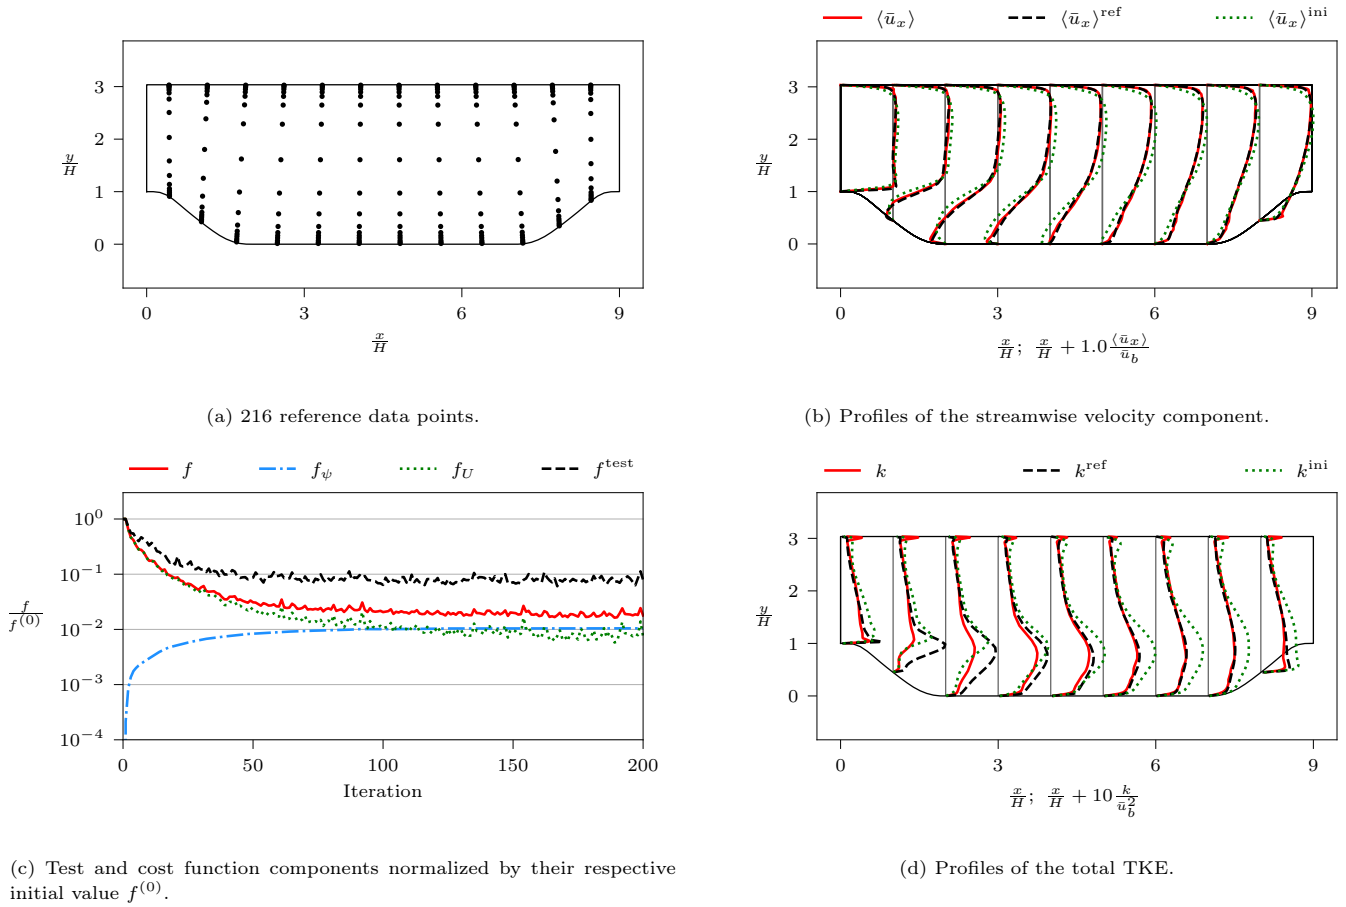 3
2
1
0
y/H
0 3 6 9
x/H
(a) 216 reference data points.
⟨ūₓ⟩ ⟨ūₓ⟩^ref ⟨ūₓ⟩^ini
3
2
1
0
y/H
0 3 6 9
x/H; x/H + 1.0 ⟨ūₓ⟩/ū_b
(b) Profiles of the streamwise velocity component.
f f_ψ f_U f^test
10^0
10^−1
10^−2
10^−3
10^−4
f/f^(0)
0 50 100 150 200
Iteration
(c) Test and cost function components normalized by their respective
initial value f^(0).
k k^ref k^ini
3
2
1
0
y/H
0 3 6 9
x/H; x/H + 10 k/ū_b^2
(d) Profiles of the total TKE.